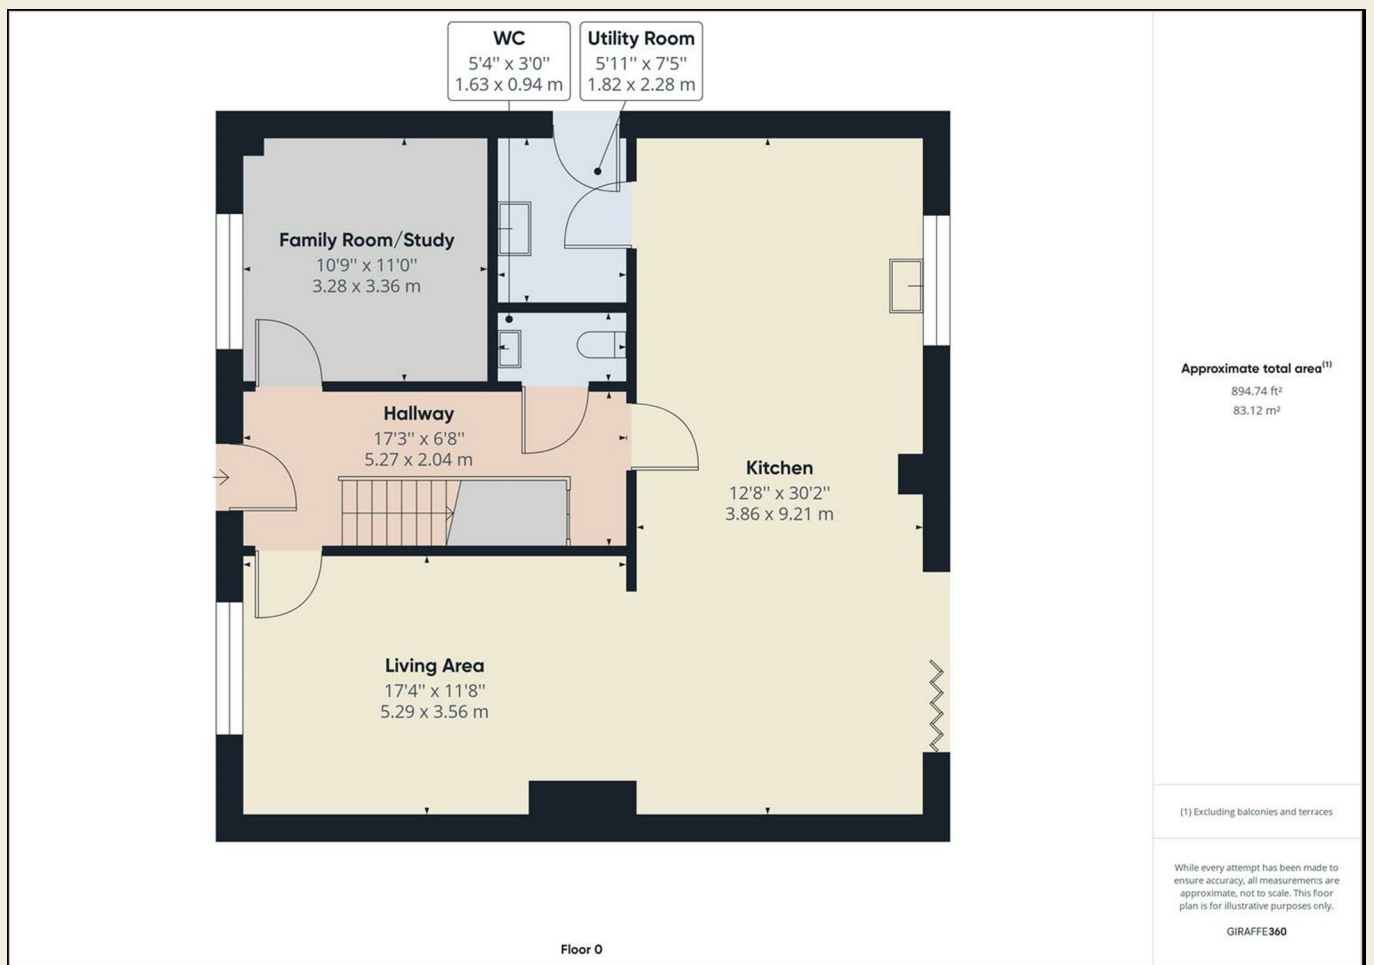 WC
5'4" x 3'0"
1.63 x 0.94 m
Utility Room
5'11" x 7'5"
1.82 x 2.28 m
Family Room/Study
10'9" x 11'0"
3.28 x 3.36 m
Hallway
17'3" x 6'8"
5.27 x 2.04 m
Kitchen
12'8" x 30'2"
3.86 x 9.21 m
Living Area
17'4" x 11'8"
5.29 x 3.56 m
Floor 0
Approximate total area(1)
894.74 ft²
83.12 m²
(1) Excluding balconies and terraces
While every attempt has been made to
ensure accuracy, all measurements are
approximate, not to scale. This floor
plan is for illustrative purposes only.
GIRAFFE360